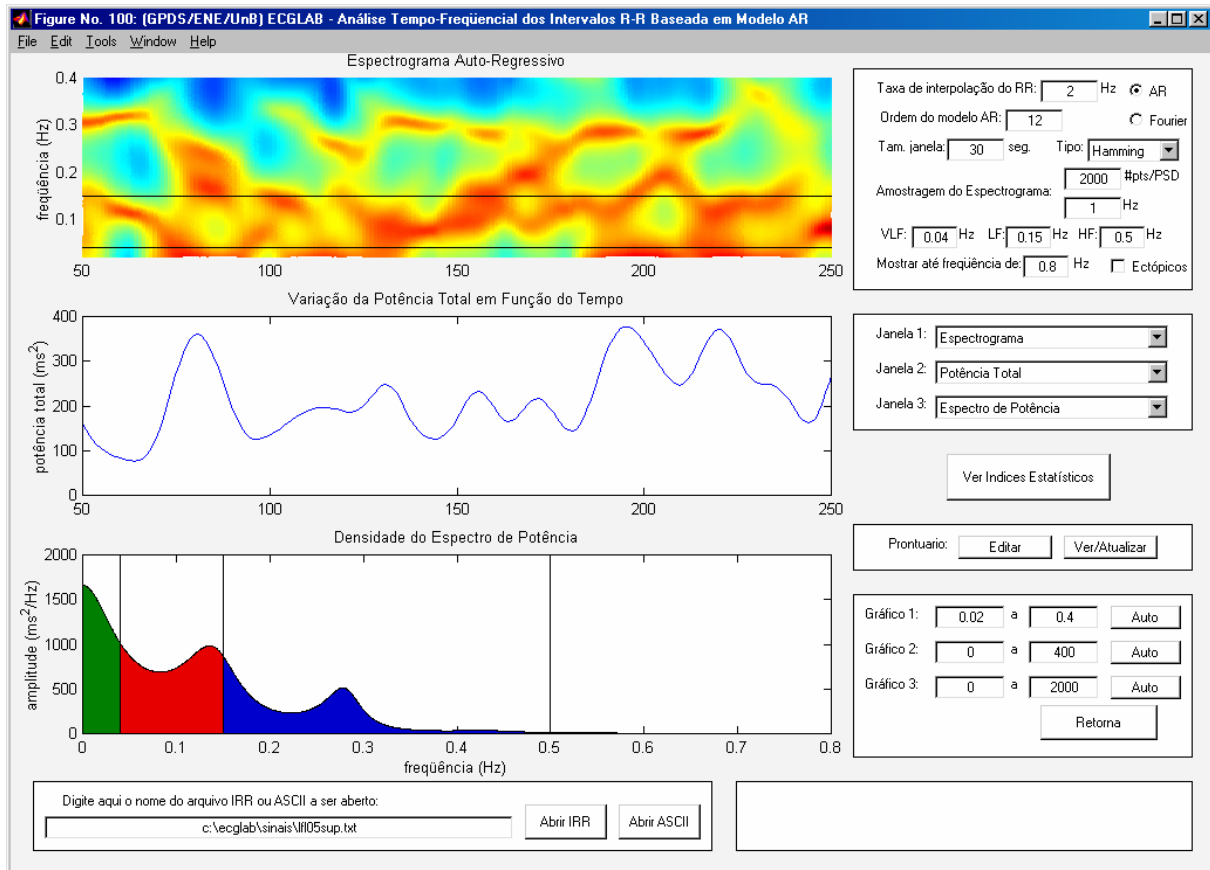 Figure No. 100: (GPDS/ENE/UnB) ECGLAB - Análise Tempo-Freqüencial dos Intervalos R-R Baseada em Modelo AR
File Edit Tools Window Help
Espectrograma Auto-Regressivo
0.4
0.3
0.2
0.1
freqüência (Hz)
50 100 150 200 250
Variação da Potência Total em Função do Tempo
400
300
200
100
0
potência total (ms²)
50 100 150 200 250
Densidade do Espectro de Potência
2000
1500
1000
500
0
amplitude (ms²/Hz)
0 0.1 0.2 0.3 0.4 0.5 0.6 0.7 0.8
freqüência (Hz)
Taxa de interpolação do RR: 2 Hz AR
Ordem do modelo AR: 12 Fourier
Tam. janela: 30 seg. Tipo: Hamming
Amostragem do Espectrograma: 2000 #pts/PSD
1 Hz
VLF: 0.04 Hz LF: 0.15 Hz HF: 0.5 Hz
Mostrar até freqüência de: 0.8 Hz Ectópicos
Janela 1: Espectrograma
Janela 2: Potência Total
Janela 3: Espectro de Potência
Ver Indices Estatísticos
Prontuario: Editar Ver/Atualizar
Gráfico 1: 0.02 a 0.4 Auto
Gráfico 2: 0 a 400 Auto
Gráfico 3: 0 a 2000 Auto
Retorna
Digite aqui o nome do arquivo IRR ou ASCII a ser aberto:
c:\ecglab\sinais\lfl05sup.txt Abrir IRR Abrir ASCII